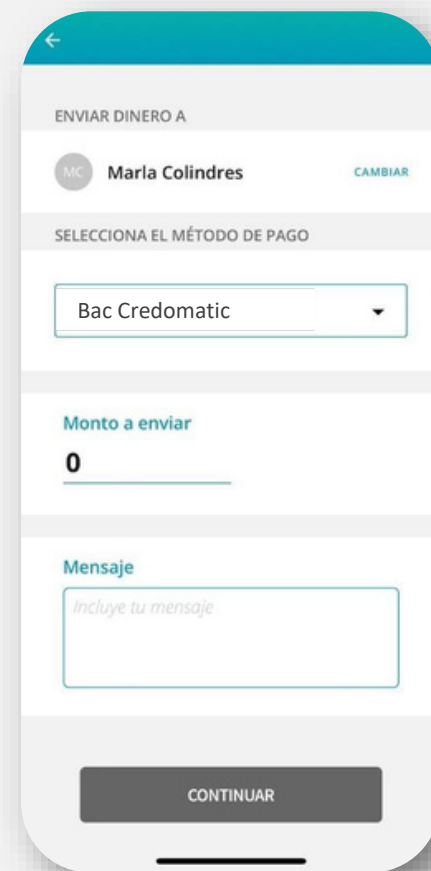 ENVIAR DINERO A
MC Marla Colindres CAMBIAR
SELECCIONA EL MÉTODO DE PAGO
Bac Credomatic
Monto a enviar
0
Mensaje
Incluye tu mensaje
CONTINUAR